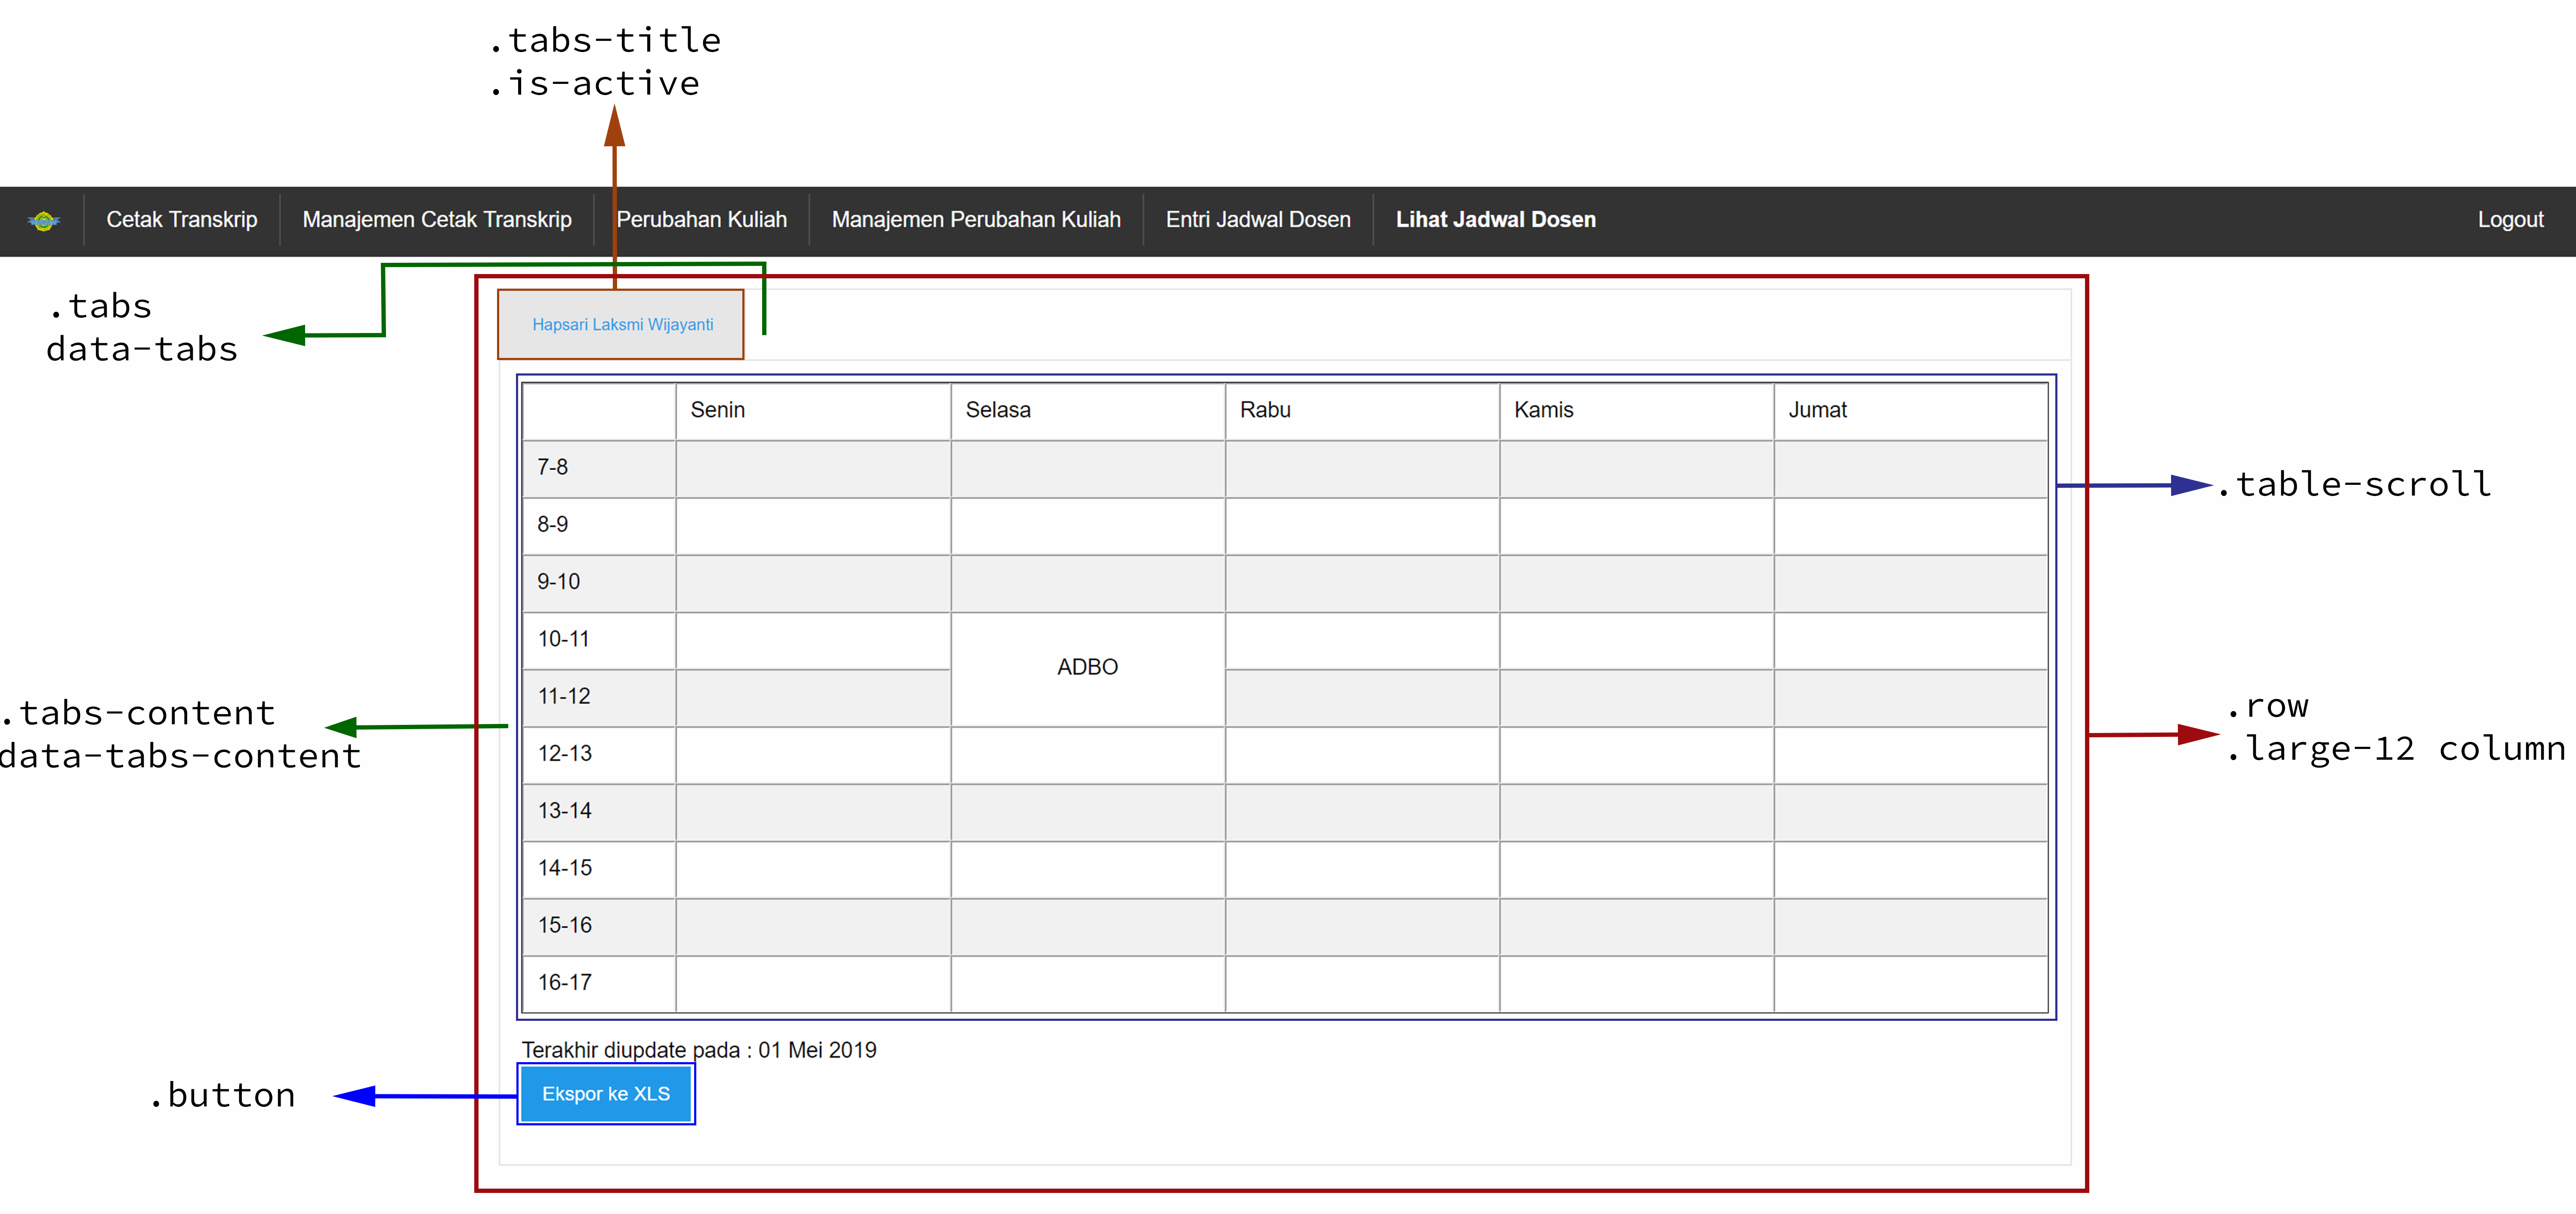 .tabs-title
.is-active
Cetak Transkrip Manajemen Cetak Transkrip Perubahan Kuliah Manajemen Perubahan Kuliah Entri Jadwal Dosen Lihat Jadwal Dosen Logout
.tabs
data-tabs
Hapsari Laksmi Wijayanti
Senin Selasa Rabu Kamis Jumat
7-8
.table-scroll
8-9
9-10
10-11
ADBO
11-12
.tabs-content
data-tabs-content
.row
.large-12 column
12-13
13-14
14-15
15-16
16-17
Terakhir diupdate pada : 01 Mei 2019
.button
Ekspor ke XLS